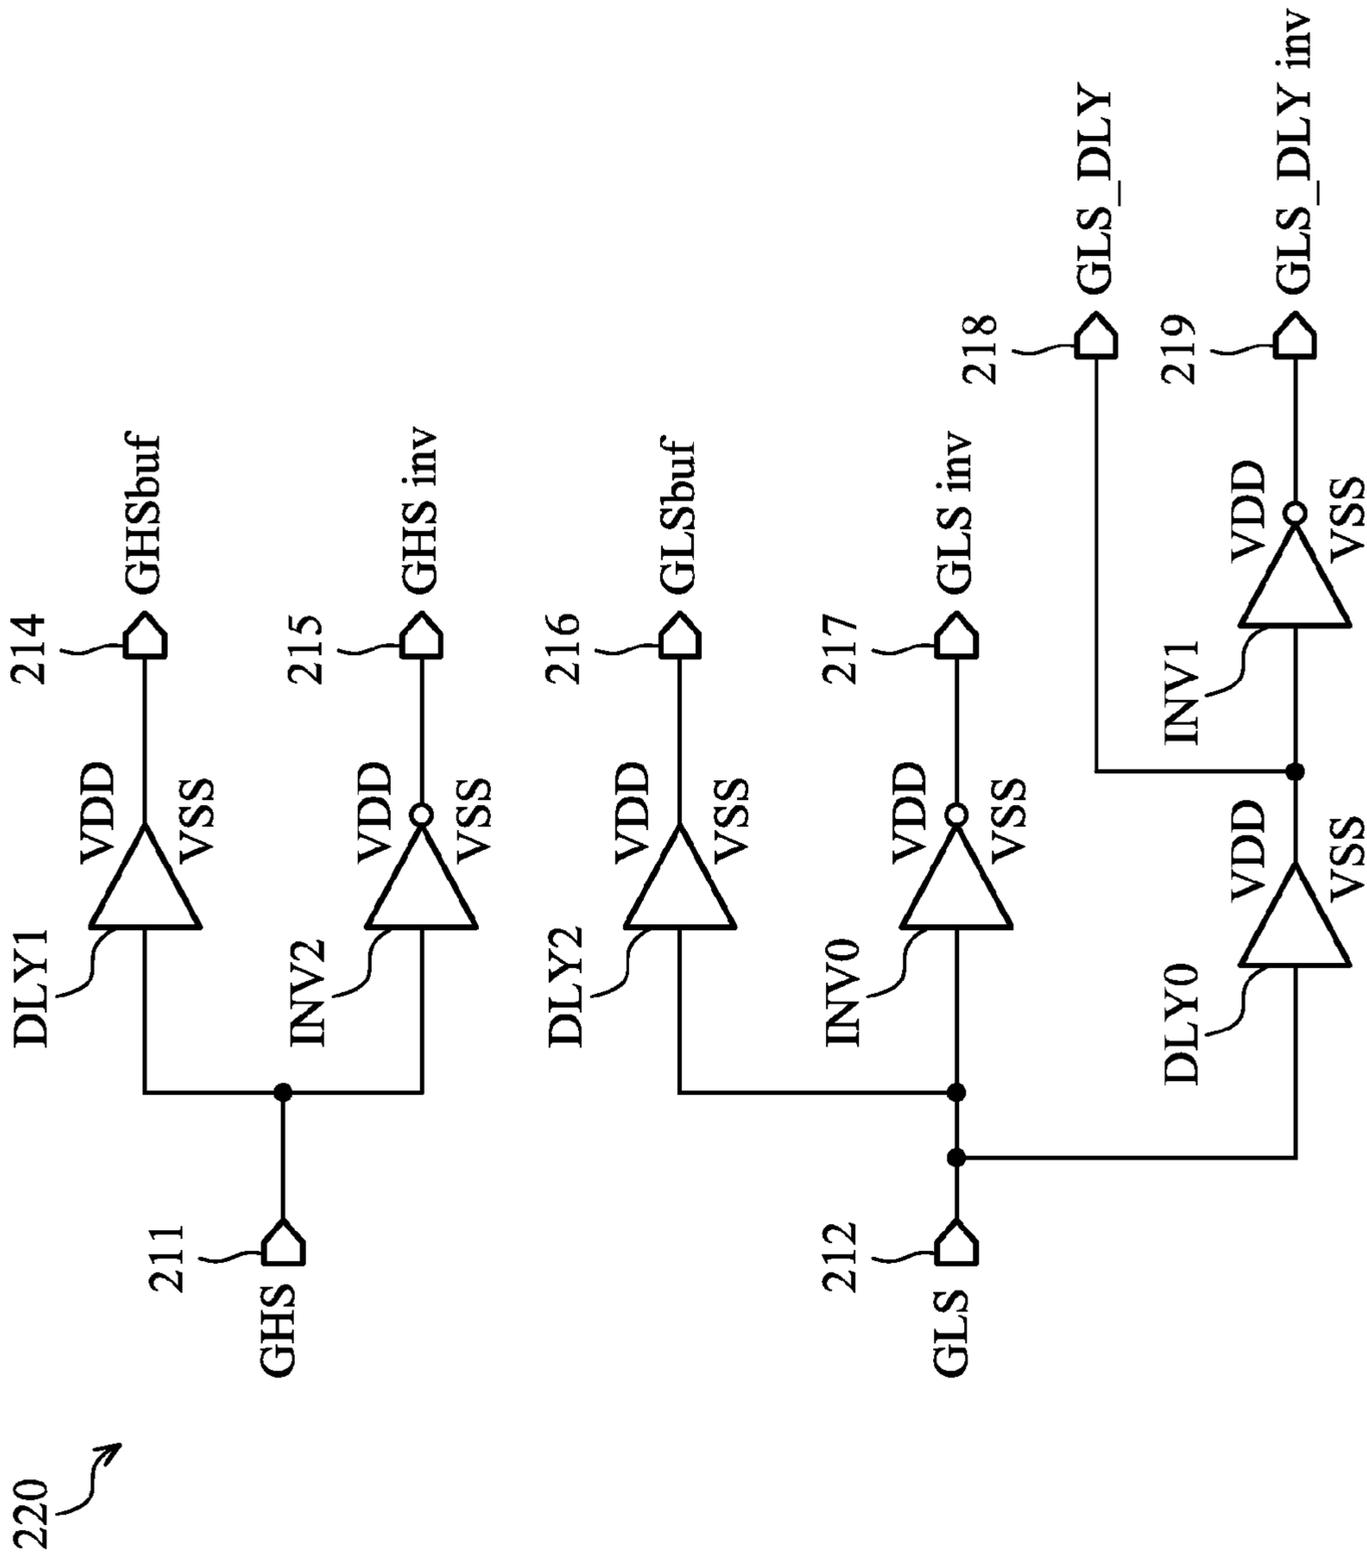 220
GHS
211
DLY1
VDD
VSS
214
GHSbuf
INV2
VDD
VSS
215
GHS inv
GLS
212
DLY2
VDD
VSS
216
GLSbuf
INV0
VDD
VSS
217
GLS inv
DLY0
VDD
VSS
218
GLS_DLY
INV1
VDD
VSS
219
GLS_DLY inv